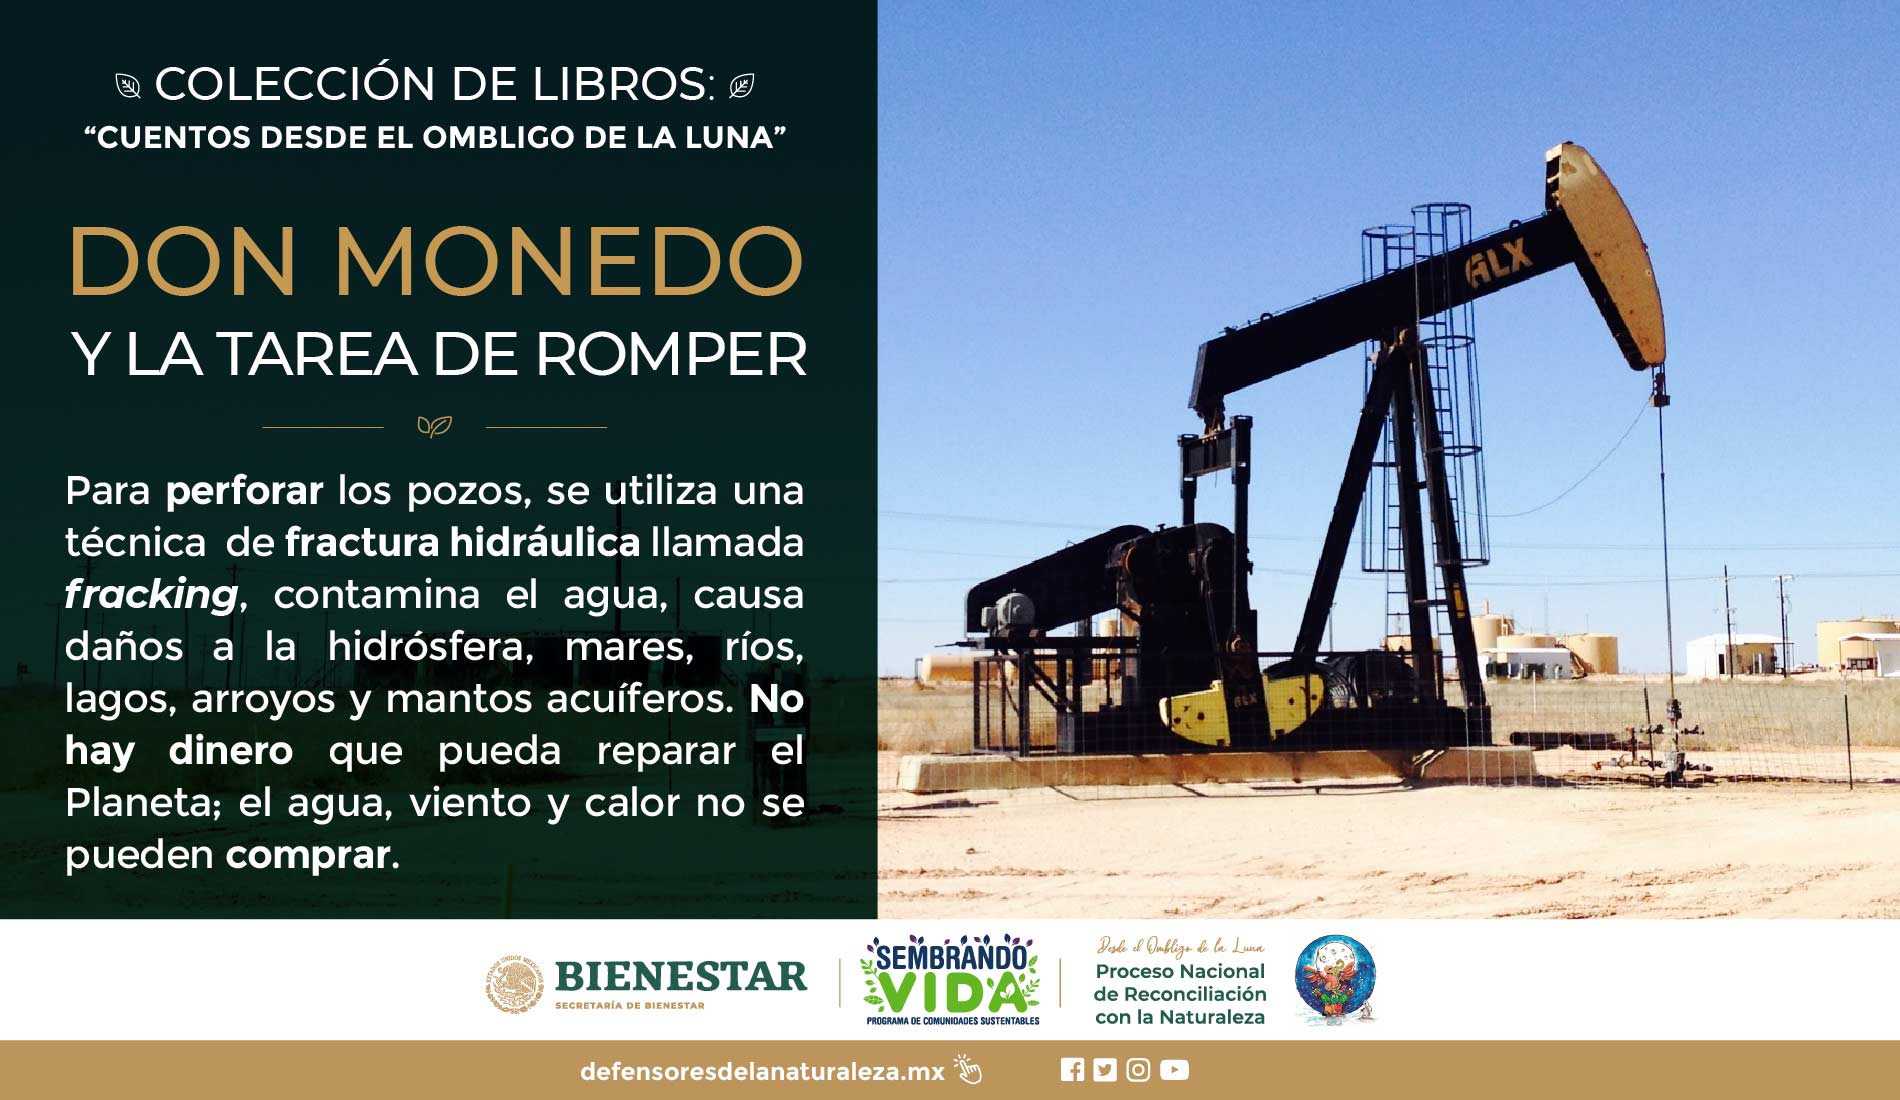 COLECCIÓN DE LIBROS:
“CUENTOS DESDE EL OMBLIGO DE LA LUNA”
DON MONEDO
Y LA TAREA DE ROMPER
Para perforar los pozos, se utiliza una
técnica de fractura hidráulica llamada
fracking, contamina el agua, causa
daños a la hidrósfera, mares, ríos,
lagos, arroyos y mantos acuíferos. No
hay dinero que pueda reparar el
Planeta; el agua, viento y calor no se
pueden comprar.
ALX
ALX
ESTADOS UNIDOS MEXICANOS
BIENESTAR
SECRETARÍA DE BIENESTAR
SEMBRANDO
VIDA
PROGRAMA DE COMUNIDADES SUSTENTABLES
Desde el Ombligo de la Luna
Proceso Nacional
de Reconciliación
con la Naturaleza
defensoresdelanaturaleza.mx